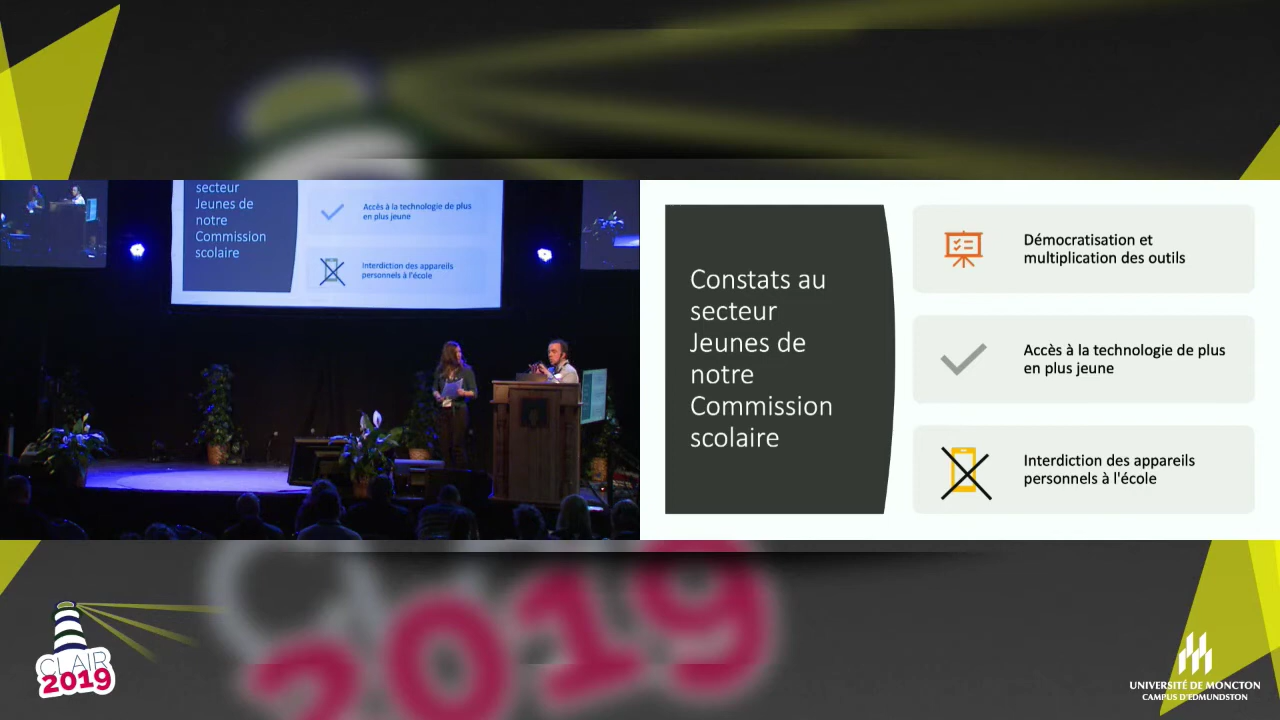 secteur
Jeunes de
notre
Commission
scolaire
Accès à la technologie de plus
en plus jeune
Interdiction des appareils
personnels à l'école
Constats au
secteur
Jeunes de
notre
Commission
scolaire
Démocratisation et
multiplication des outils
Accès à la technologie de plus
en plus jeune
Interdiction des appareils
personnels à l'école
2019
CLAIR
2019
UNIVERSITÉ DE MONCTON
CAMPUS D'EDMUNDSTON